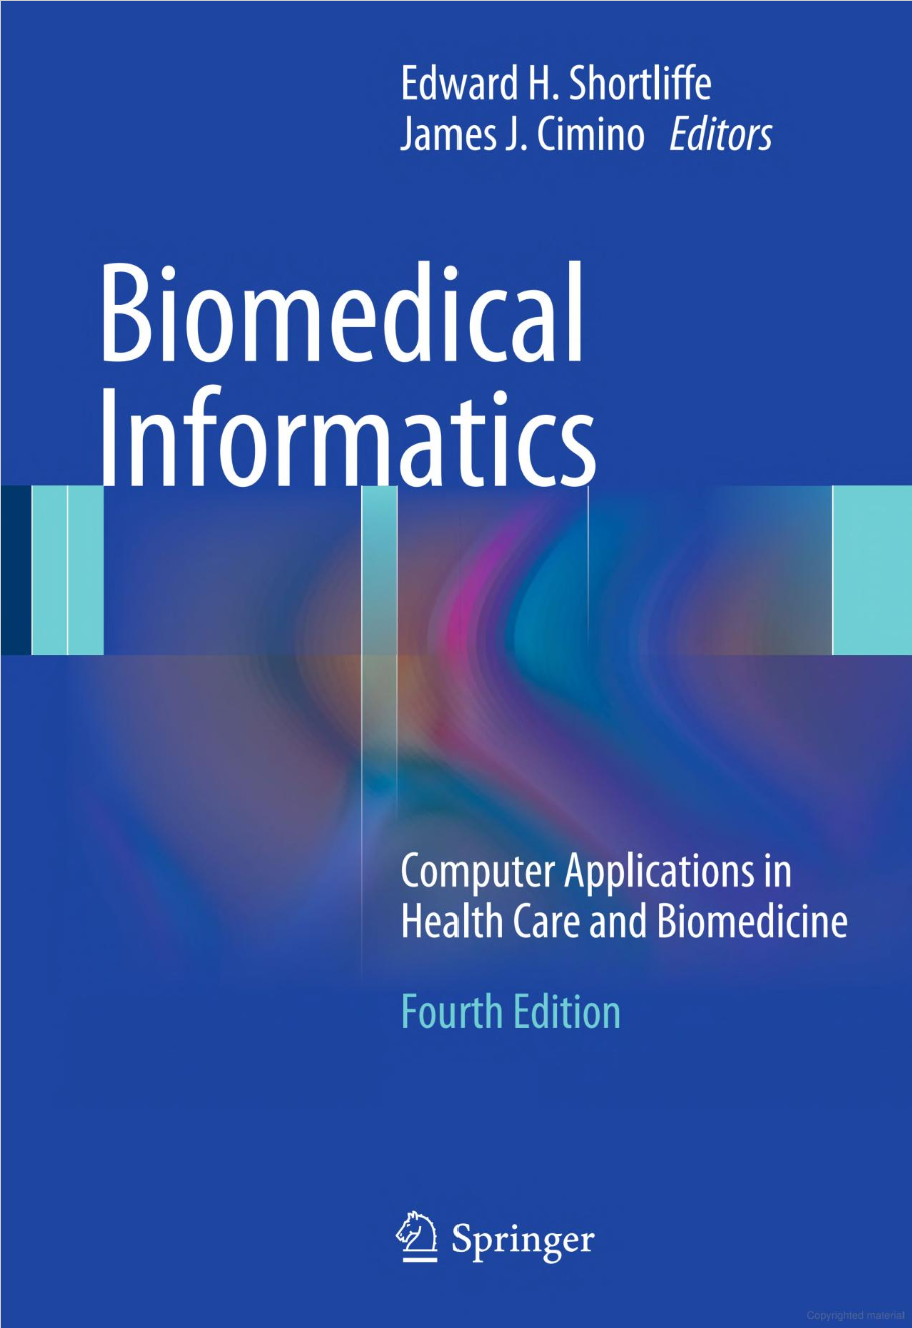 Edward H. Shortliffe
James J. Cimino Editors
Biomedical
Informatics
Computer Applications in
Health Care and Biomedicine
Fourth Edition
Springer
Copyrighted material